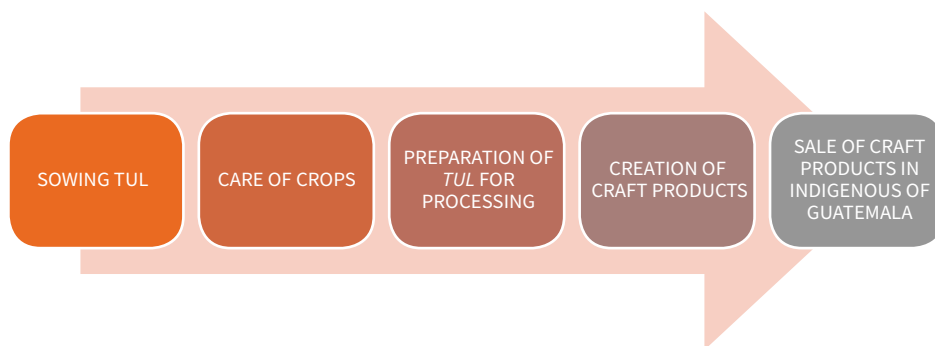 SOWING TUL
CARE OF CROPS
PREPARATION OF
TUL FOR
PROCESSING
CREATION OF
CRAFT PRODUCTS
SALE OF CRAFT
PRODUCTS IN
INDIGENOUS OF
GUATEMALA